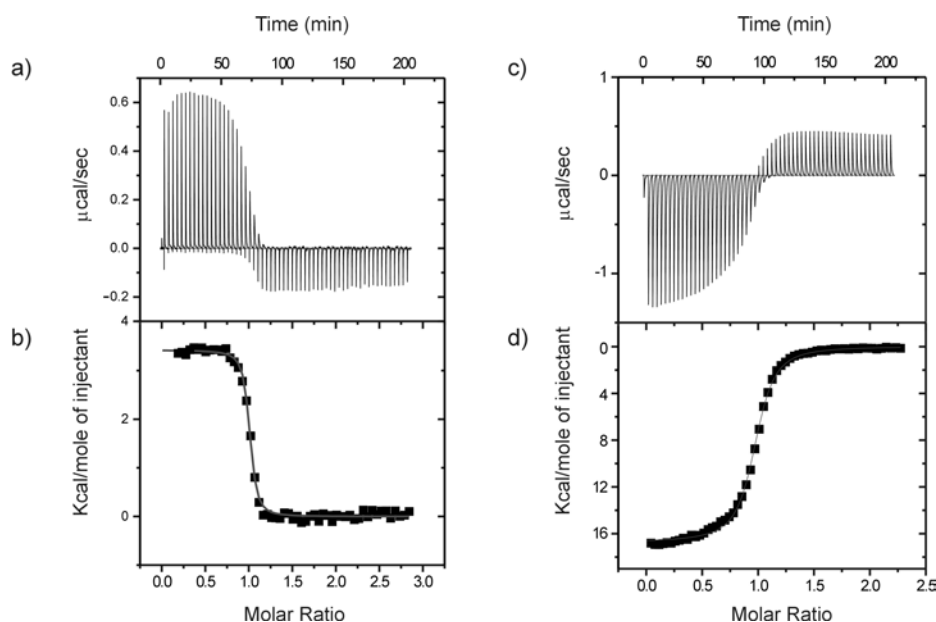 a)
Time (min)
0 50 100 150 200
0.6
0.4
0.2
0.0
−0.2
μcal/sec
b)
4
2
0
Kcal/mole of injectant
0.0 0.5 1.0 1.5 2.0 2.5 3.0
Molar Ratio
c)
Time (min)
0 50 100 150 200
1
0
-1
μcal/sec
d)
0
4
8
12
16
Kcal/mole of injectant
0.0 0.5 1.0 1.5 2.0 2.5
Molar Ratio